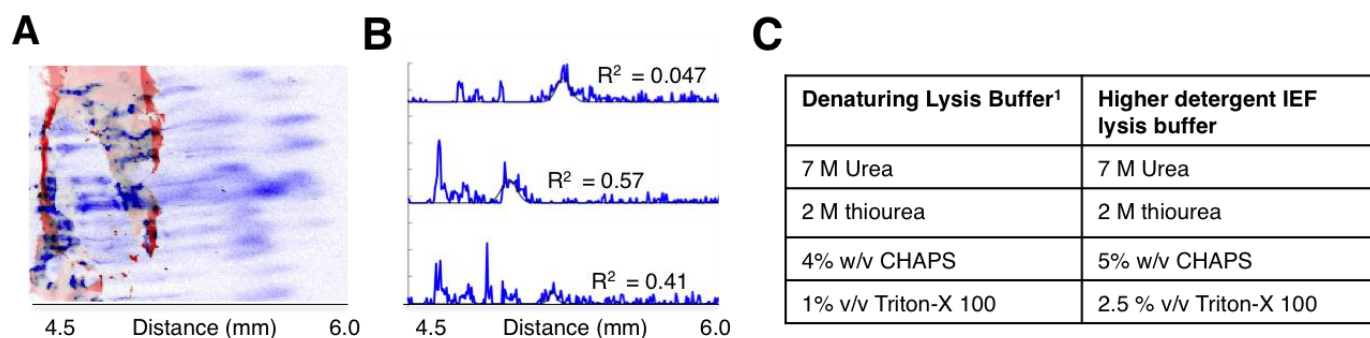 A
B
C
R² = 0.047
R² = 0.57
R² = 0.41
4.5 Distance (mm) 6.0
4.5 Distance (mm) 6.0
Denaturing Lysis Buffer¹
Higher detergent IEF
lysis buffer
7 M Urea
7 M Urea
2 M thiourea
2 M thiourea
4% w/v CHAPS
5% w/v CHAPS
1% v/v Triton-X 100
2.5 % v/v Triton-X 100